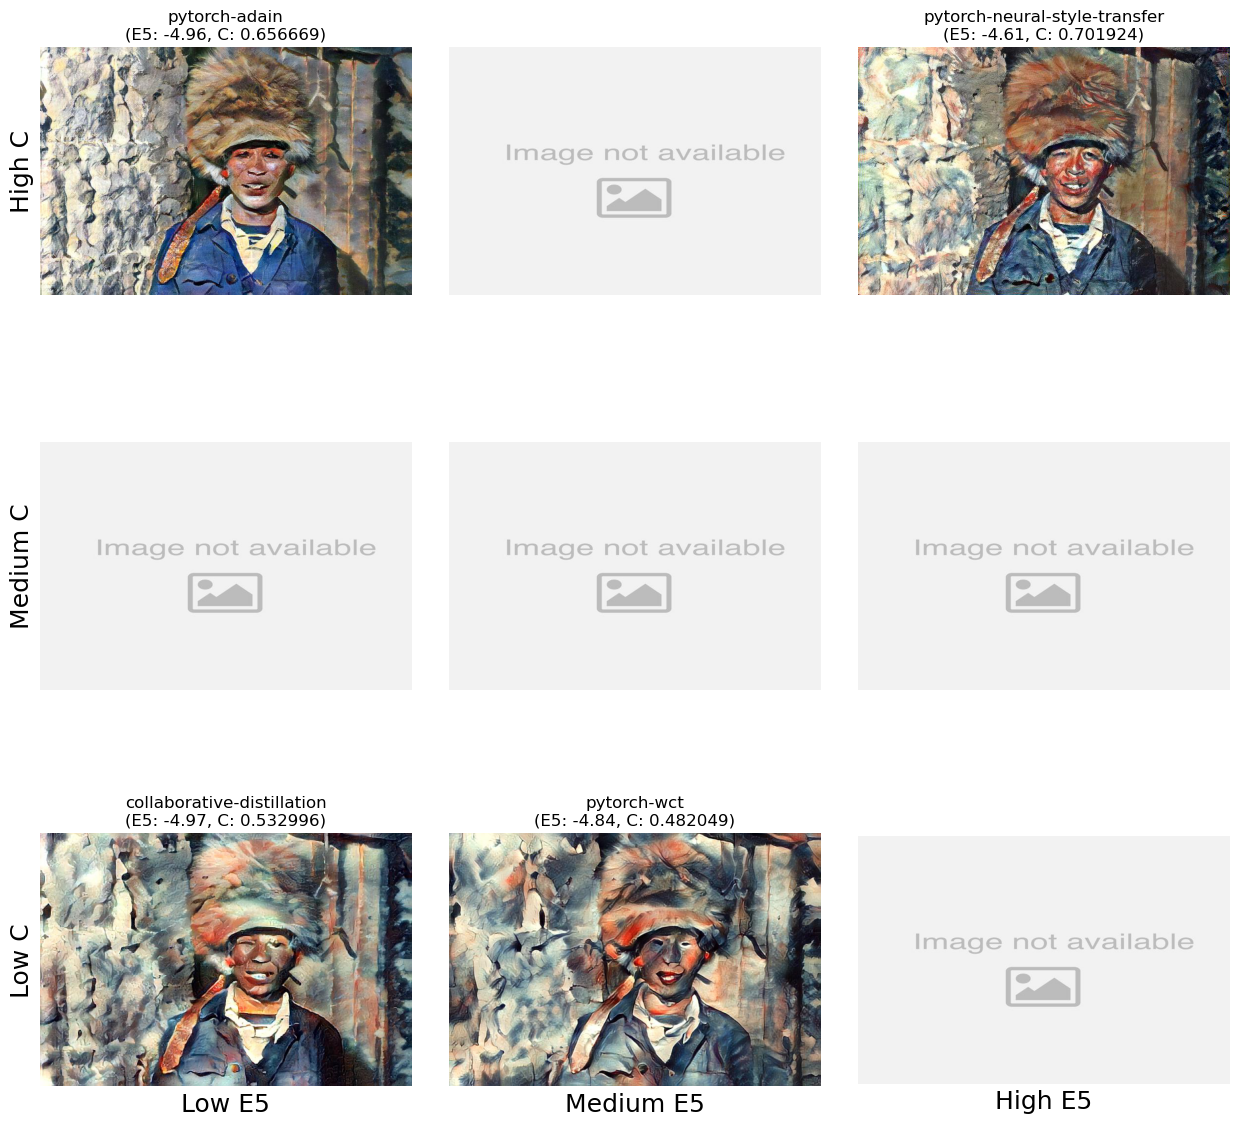 pytorch-adain
(E5: -4.96, C: 0.656669)
pytorch-neural-style-transfer
(E5: -4.61, C: 0.701924)
High C
Image not available
Medium C
Image not available
Image not available
Image not available
collaborative-distillation
(E5: -4.97, C: 0.532996)
pytorch-wct
(E5: -4.84, C: 0.482049)
Low C
Image not available
Low E5
Medium E5
High E5